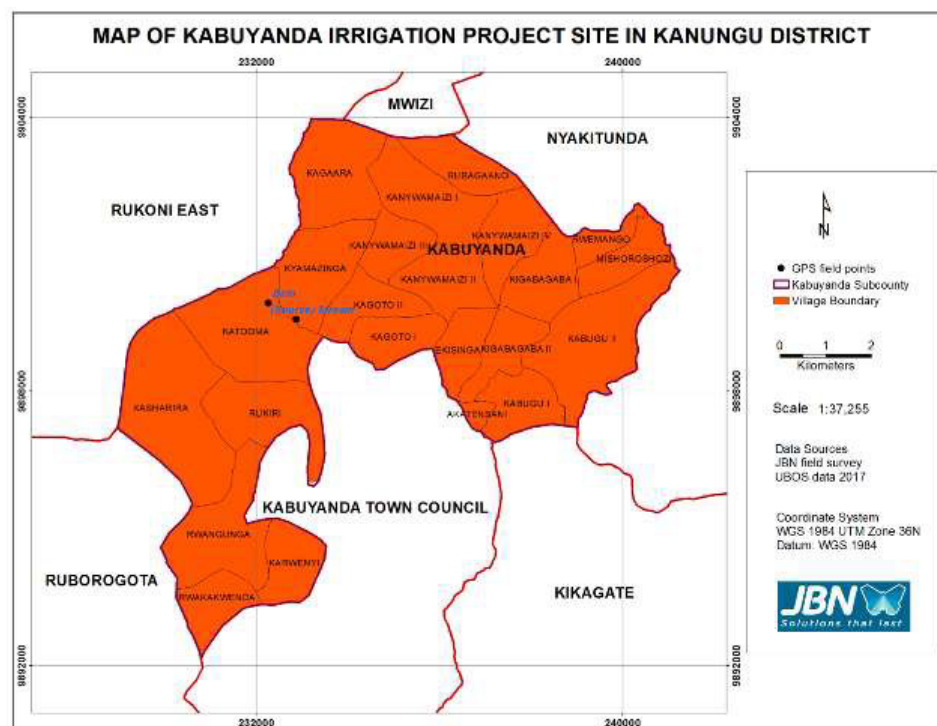 MAP OF KABUYANDA IRRIGATION PROJECT SITE IN KANUNGU DISTRICT
232000
240000
9904000
9904000
MWIZI
NYAKITUNDA
RUKONI EAST
KAGAARA
RUBAGAANO
KANYWAMAIZI I
KANYWAMAIZI III
KANYWAMAIZI IV
KABUYANDA
RWEMANGO
MISHOROSHOZI
KYAMAZINGA
KANYWAMAIZI II
KIGABAGABA I
KAGOTO II
KATOOMA
KAGOTO I
EKISINGA
KIGABAGABA II
KABUGU II
KASHARIRA
RUKIRI
AKATENGANI
KABUGU I
9898000
9898000
KABUYANDA TOWN COUNCIL
RWANGUNGA
KARWENYI
RUBOROGOTA
RWAKAKWENDA
KIKAGATE
9892000
9892000
232000
240000
N
GPS field points
Kabuyanda Subcounty
Village Boundary
0 1 2
Kilometers
Scale 1:37,255
Data Sources
JBN field survey
UBOS data 2017
Coordinate System
WGS 1984 UTM Zone 36N
Datum: WGS 1984
JBN
Solutions that last